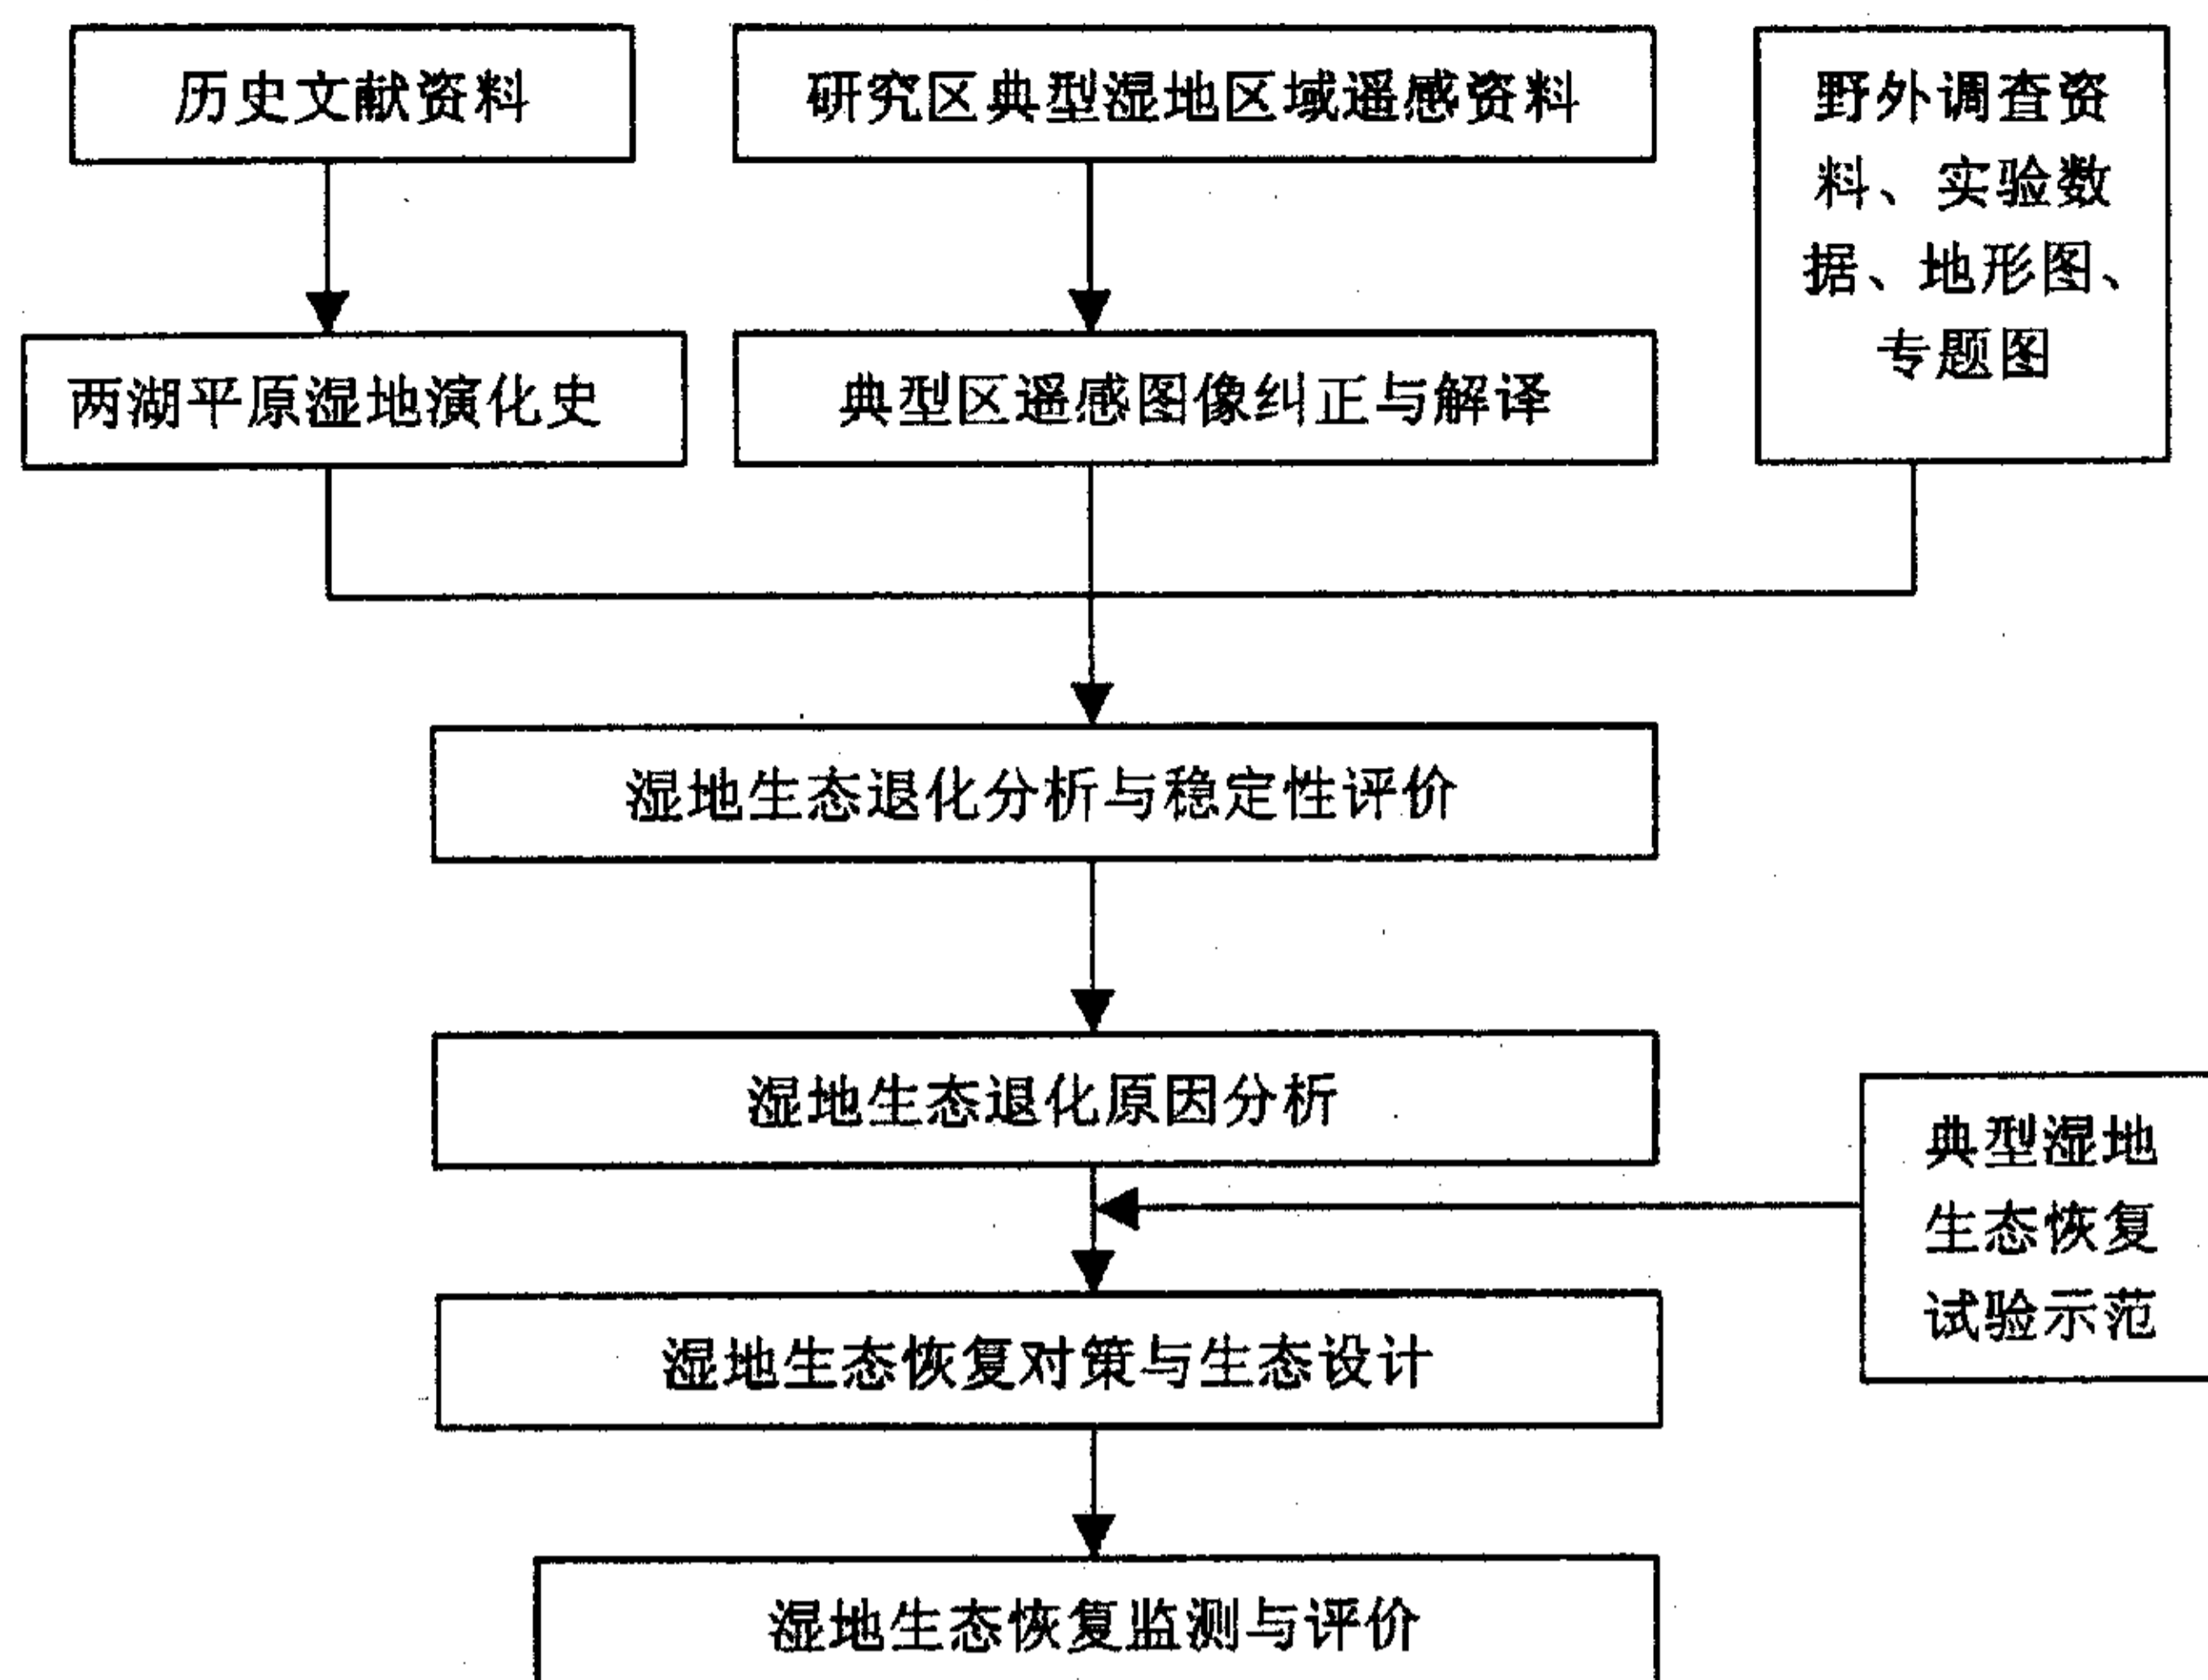 历史文献资料
研究区典型湿地区域遥感资料
野外调查资
料、实验数
据、地形图、
专题图
两湖平原湿地演化史
典型区遥感图像纠正与解译
湿地生态退化分析与稳定性评价
湿地生态退化原因分析
典型湿地
生态恢复
试验示范
湿地生态恢复对策与生态设计
湿地生态恢复监测与评价